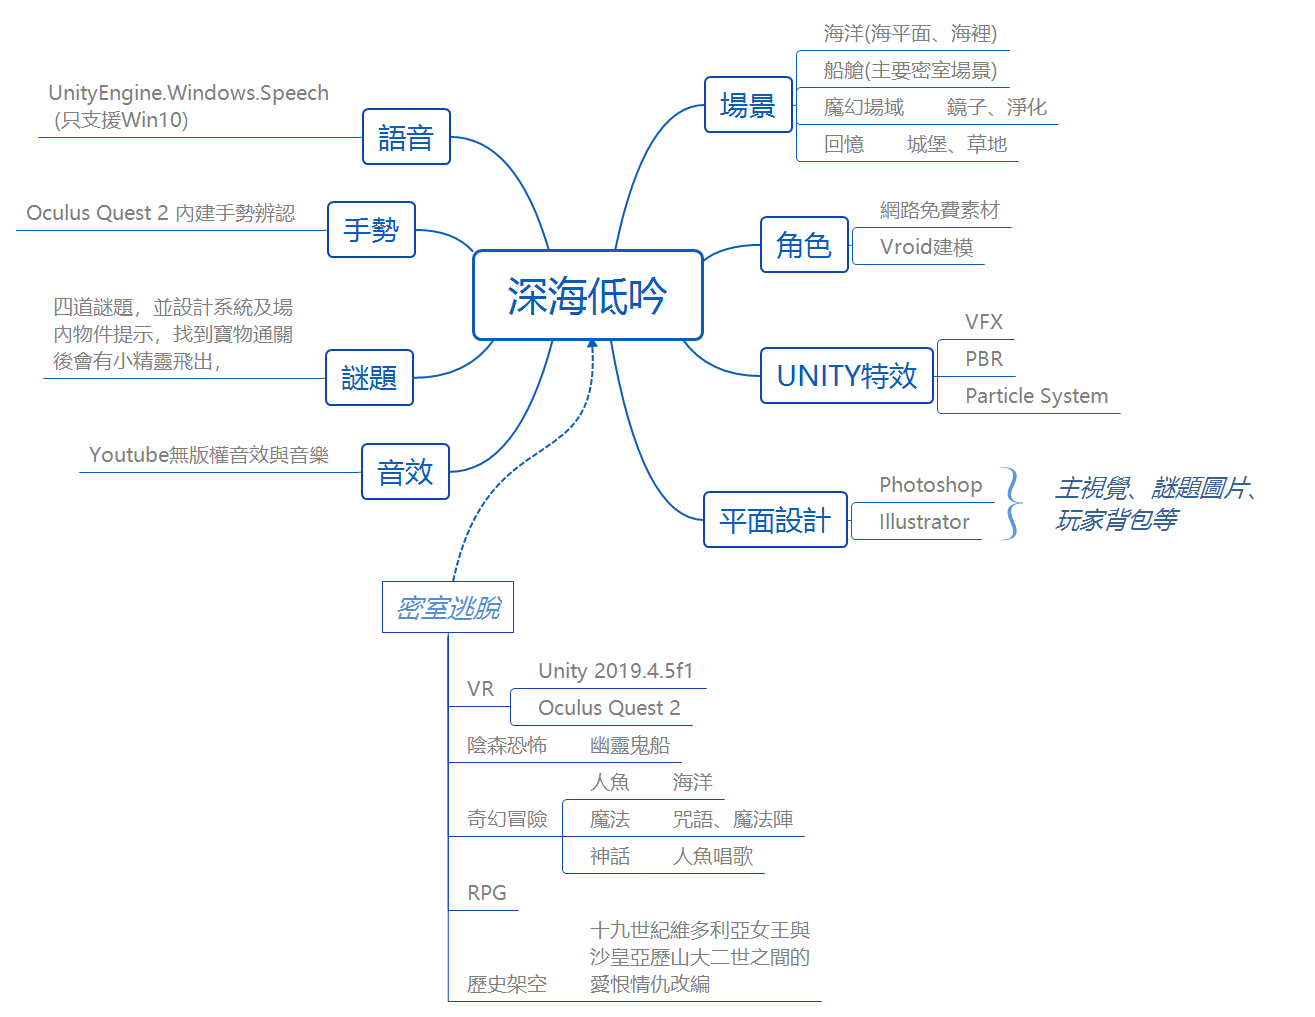 深海低吟
語音
UnityEngine.Windows.Speech
(只支援Win10)
手勢
Oculus Quest 2 內建手勢辨認
謎題
四道謎題，並設計系統及場
內物件提示，找到寶物通關
後會有小精靈飛出，
音效
Youtube無版權音效與音樂
場景
海洋(海平面、海裡)
船艙(主要密室場景)
魔幻場域 鏡子、淨化
回憶 城堡、草地
角色
網路免費素材
Vroid建模
UNITY特效
VFX
PBR
Particle System
平面設計
Photoshop
Illustrator
主視覺、謎題圖片、
玩家背包等
密室逃脫
VR
Unity 2019.4.5f1
Oculus Quest 2
陰森恐怖 幽靈鬼船
奇幻冒險
人魚 海洋
魔法 咒語、魔法陣
神話 人魚唱歌
RPG
歷史架空
十九世紀維多利亞女王與
沙皇亞歷山大二世之間的
愛恨情仇改編